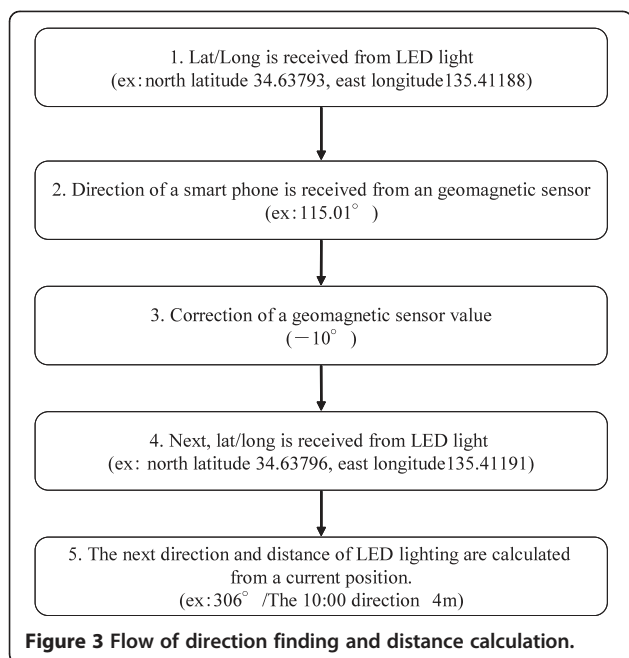 1. Lat/Long is received from LED light
(ex:north latitude 34.63793, east longitude135.41188)
2. Direction of a smart phone is received from an geomagnetic sensor
(ex:115.01° )
3. Correction of a geomagnetic sensor value
(－10° )
4. Next, lat/long is received from LED light
(ex: north latitude 34.63796, east longitude135.41191)
5. The next direction and distance of LED lighting are calculated
from a current position.
(ex:306° /The 10:00 direction 4m)
Figure 3 Flow of direction finding and distance calculation.